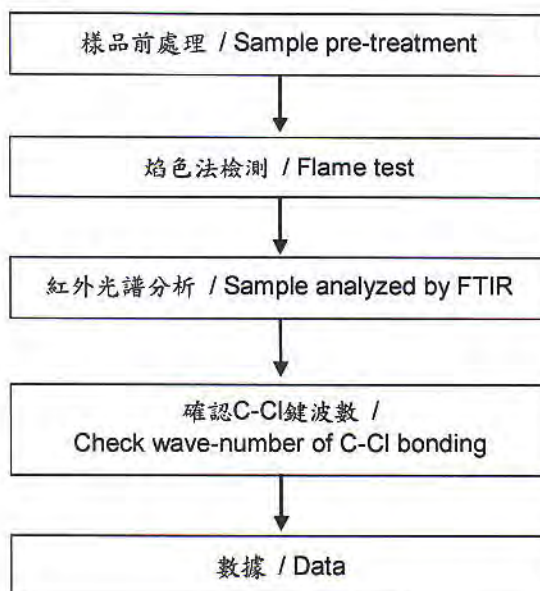 樣品前處理 / Sample pre-treatment
焰色法檢測 / Flame test
紅外光譜分析 / Sample analyzed by FTIR
確認C-Cl鍵波數 /
Check wave-number of C-Cl bonding
數據 / Data